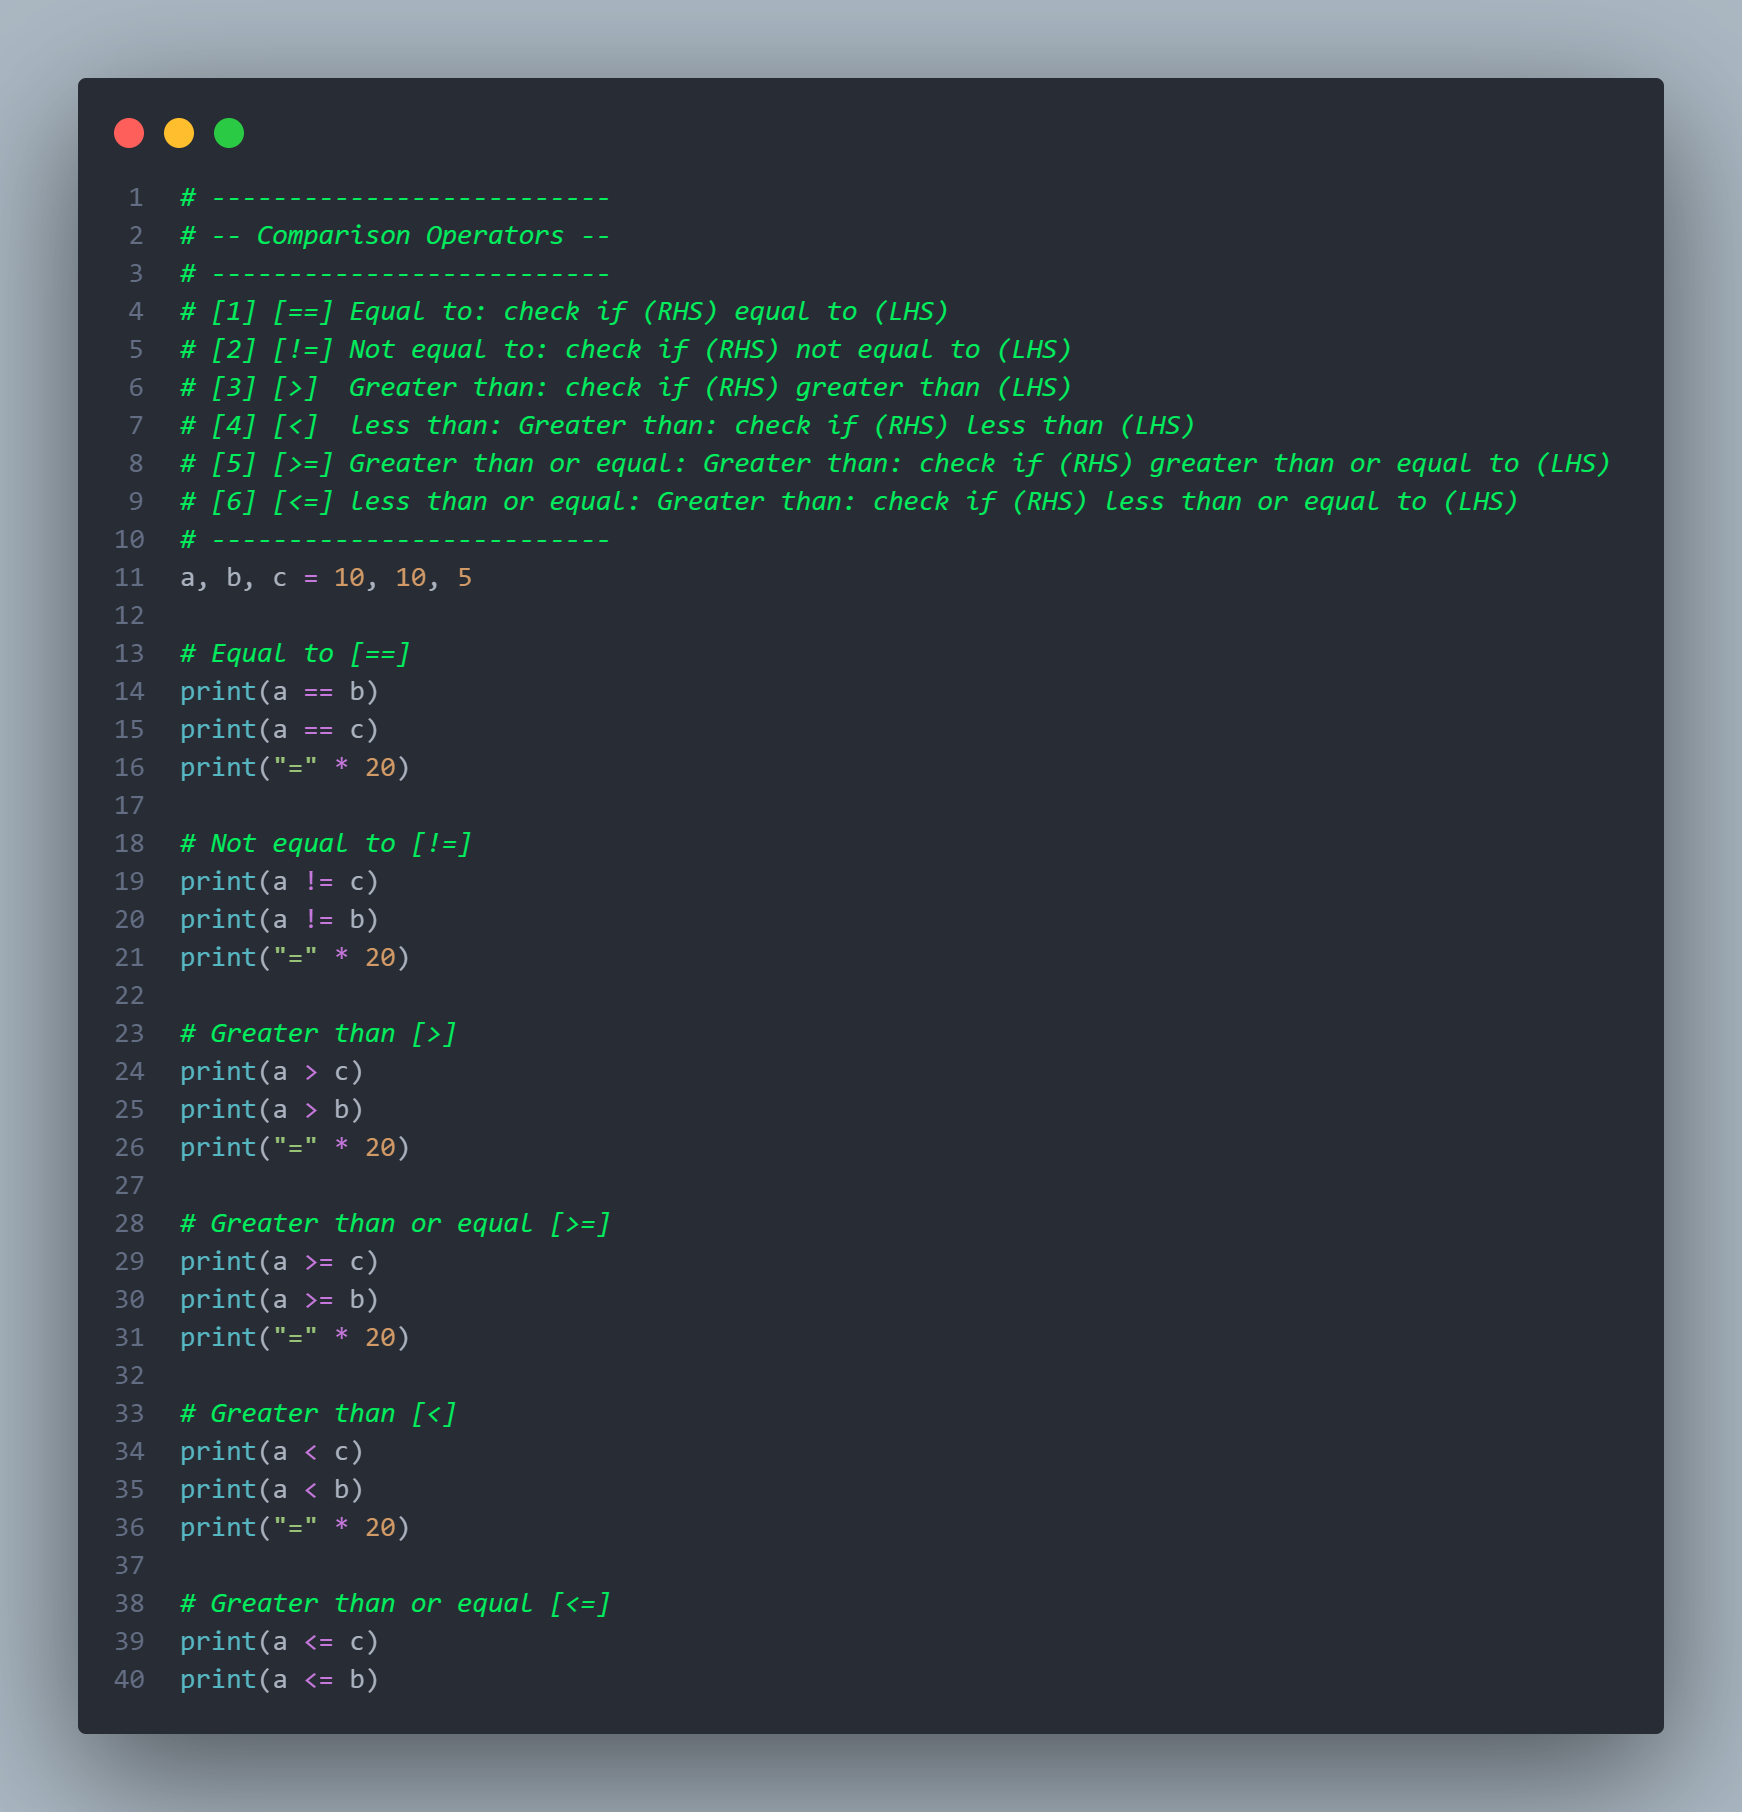 1 # --------------------------
2 # -- Comparison Operators --
3 # --------------------------
4 # [1] [==] Equal to: check if (RHS) equal to (LHS)
5 # [2] [!=] Not equal to: check if (RHS) not equal to (LHS)
6 # [3] [>]  Greater than: check if (RHS) greater than (LHS)
7 # [4] [<]  less than: Greater than: check if (RHS) less than (LHS)
8 # [5] [>=] Greater than or equal: Greater than: check if (RHS) greater than or equal to (LHS)
9 # [6] [<=] less than or equal: Greater than: check if (RHS) less than or equal to (LHS)
10 # --------------------------
11 a, b, c = 10, 10, 5
12
13 # Equal to [==]
14 print(a == b)
15 print(a == c)
16 print("=" * 20)
17
18 # Not equal to [!=]
19 print(a != c)
20 print(a != b)
21 print("=" * 20)
22
23 # Greater than [>]
24 print(a > c)
25 print(a > b)
26 print("=" * 20)
27
28 # Greater than or equal [>=]
29 print(a >= c)
30 print(a >= b)
31 print("=" * 20)
32
33 # Greater than [<]
34 print(a < c)
35 print(a < b)
36 print("=" * 20)
37
38 # Greater than or equal [<=]
39 print(a <= c)
40 print(a <= b)